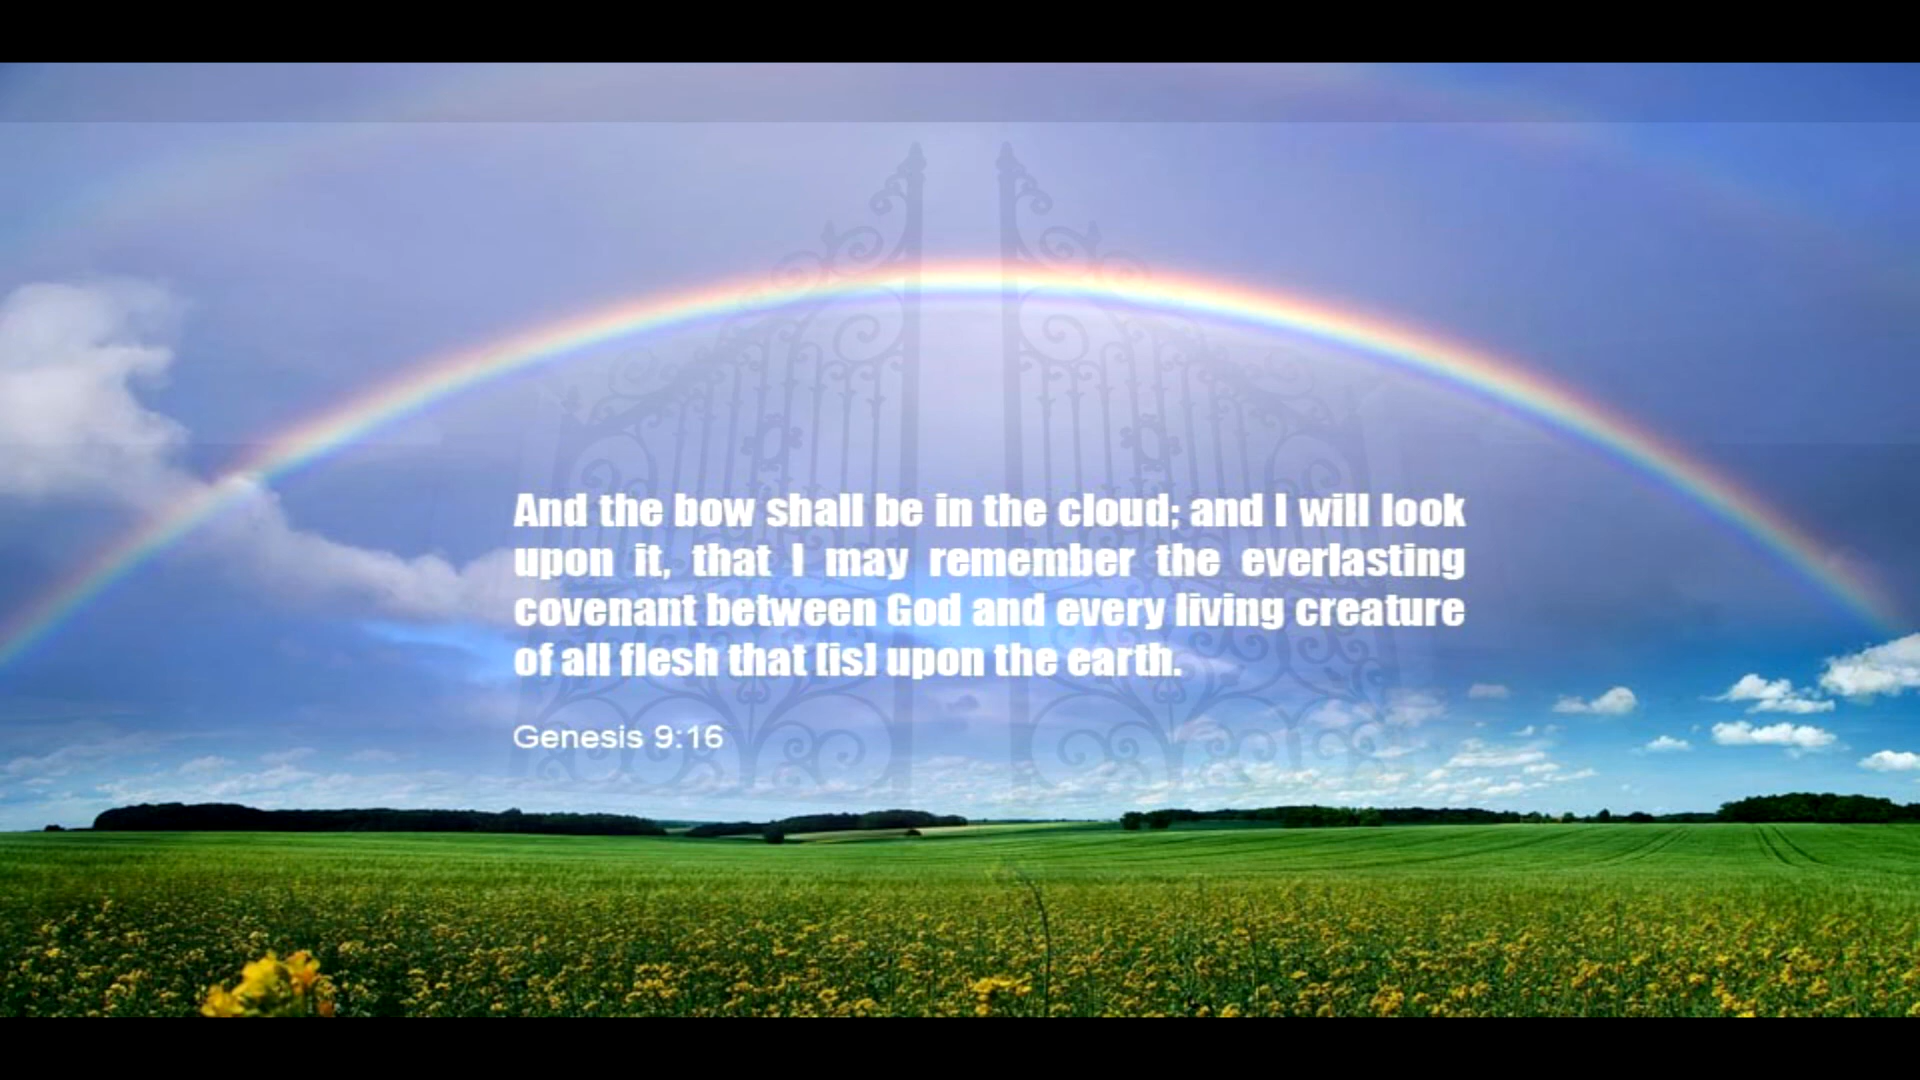 And the bow shall be in the cloud; and I will look
upon it, that I may remember the everlasting
covenant between God and every living creature
of all flesh that [is] upon the earth.
Genesis 9:16